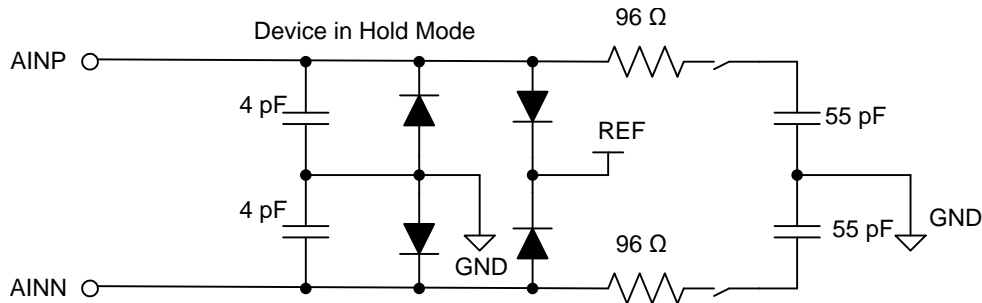 96 Ω
Device in Hold Mode
AINP
4 pF
55 pF
REF
4 pF
GND
55 pF
GND
96 Ω
AINN